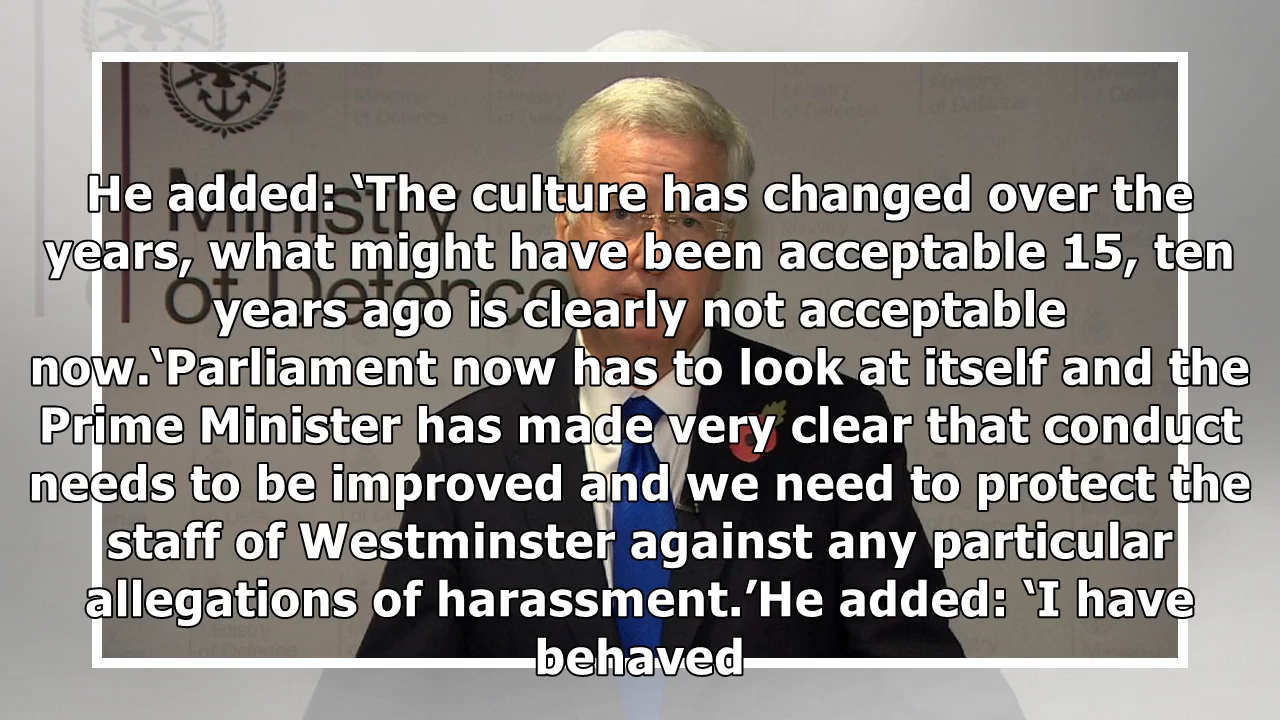 Ministry
of Defence
He added: ‘The culture has changed over the
years, what might have been acceptable 15, ten
years ago is clearly not acceptable
now.‘Parliament now has to look at itself and the
Prime Minister has made very clear that conduct
needs to be improved and we need to protect the
staff of Westminster against any particular
allegations of harassment.’He added: ‘I have
behaved